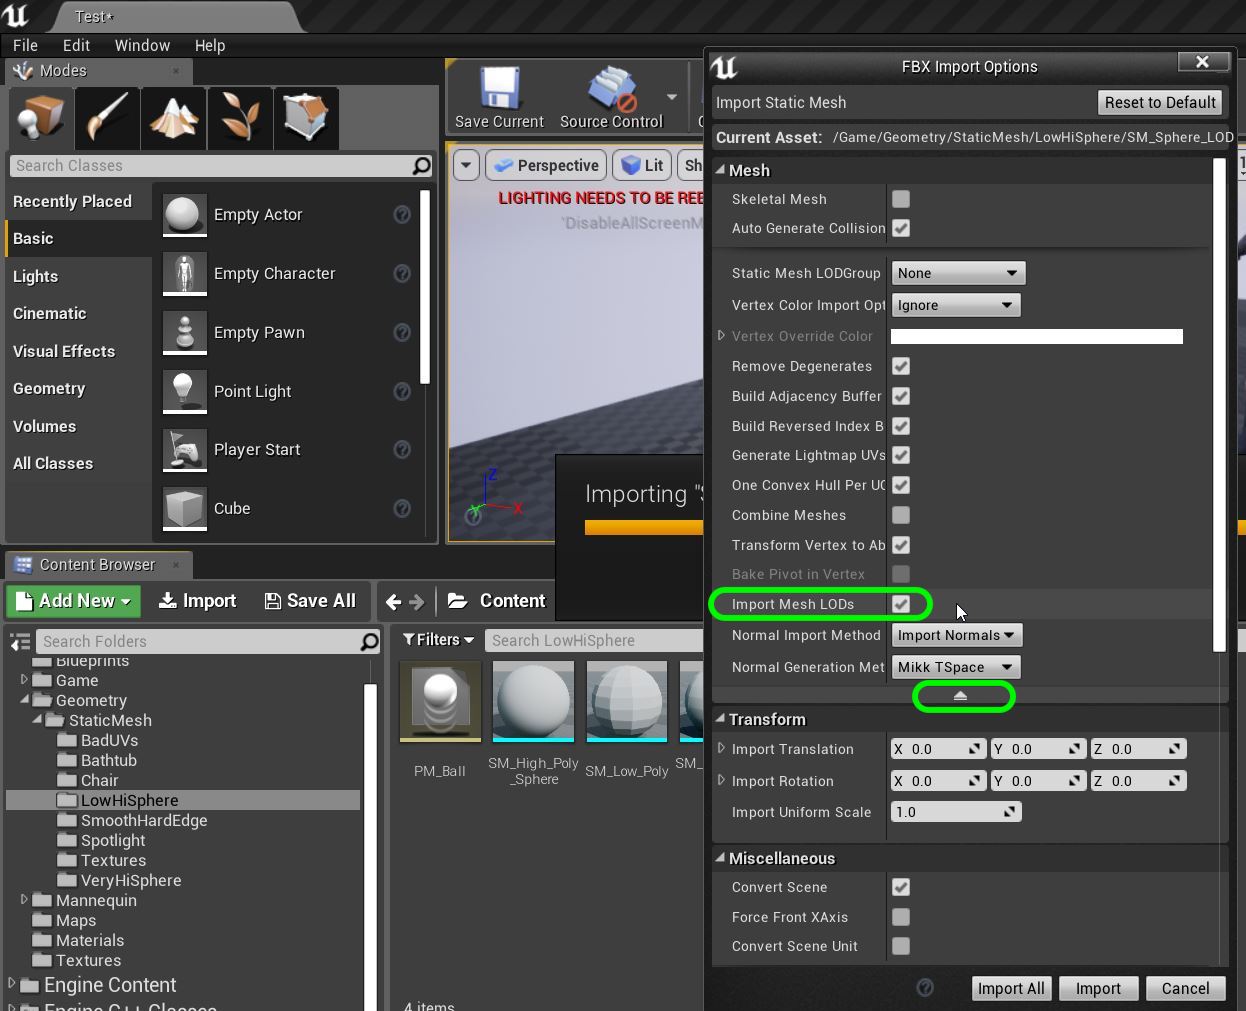 Test*
File Edit Window Help
Modes
Search Classes
Recently Placed
Basic
Lights
Cinematic
Visual Effects
Geometry
Volumes
All Classes
Empty Actor
Empty Character
Empty Pawn
Point Light
Player Start
Cube
Save Current
Source Control
Perspective
Lit
Sh
LIGHTING NEEDS TO BE REE
'DisableAllScreenM
Z
X
Y
Importing "S
Content Browser
Add New
Import
Save All
Content
Search Folders
Filters
Search LowHiSphere
Blueprints
Game
Geometry
StaticMesh
BadUVs
Bathtub
Chair
LowHiSphere
SmoothHardEdge
Spotlight
Textures
VeryHiSphere
Mannequin
Maps
Materials
Textures
Engine Content
Engine C++ Classes
PM_Ball
SM_High_Poly
_Sphere
SM_Low_Poly
SM_
4 items
FBX Import Options
Import Static Mesh
Reset to Default
Current Asset: /Game/Geometry/StaticMesh/LowHiSphere/SM_Sphere_LOD
Mesh
Skeletal Mesh
Auto Generate Collision
Static Mesh LODGroup None
Vertex Color Import Opt Ignore
Vertex Override Color
Remove Degenerates
Build Adjacency Buffer
Build Reversed Index B
Generate Lightmap UVs
One Convex Hull Per UC
Combine Meshes
Transform Vertex to Ab
Bake Pivot in Vertex
Import Mesh LODs
Normal Import Method Import Normals
Normal Generation Met Mikk TSpace
Transform
Import Translation X 0.0 Y 0.0 Z 0.0
Import Rotation X 0.0 Y 0.0 Z 0.0
Import Uniform Scale 1.0
Miscellaneous
Convert Scene
Force Front XAxis
Convert Scene Unit
Import All
Import
Cancel